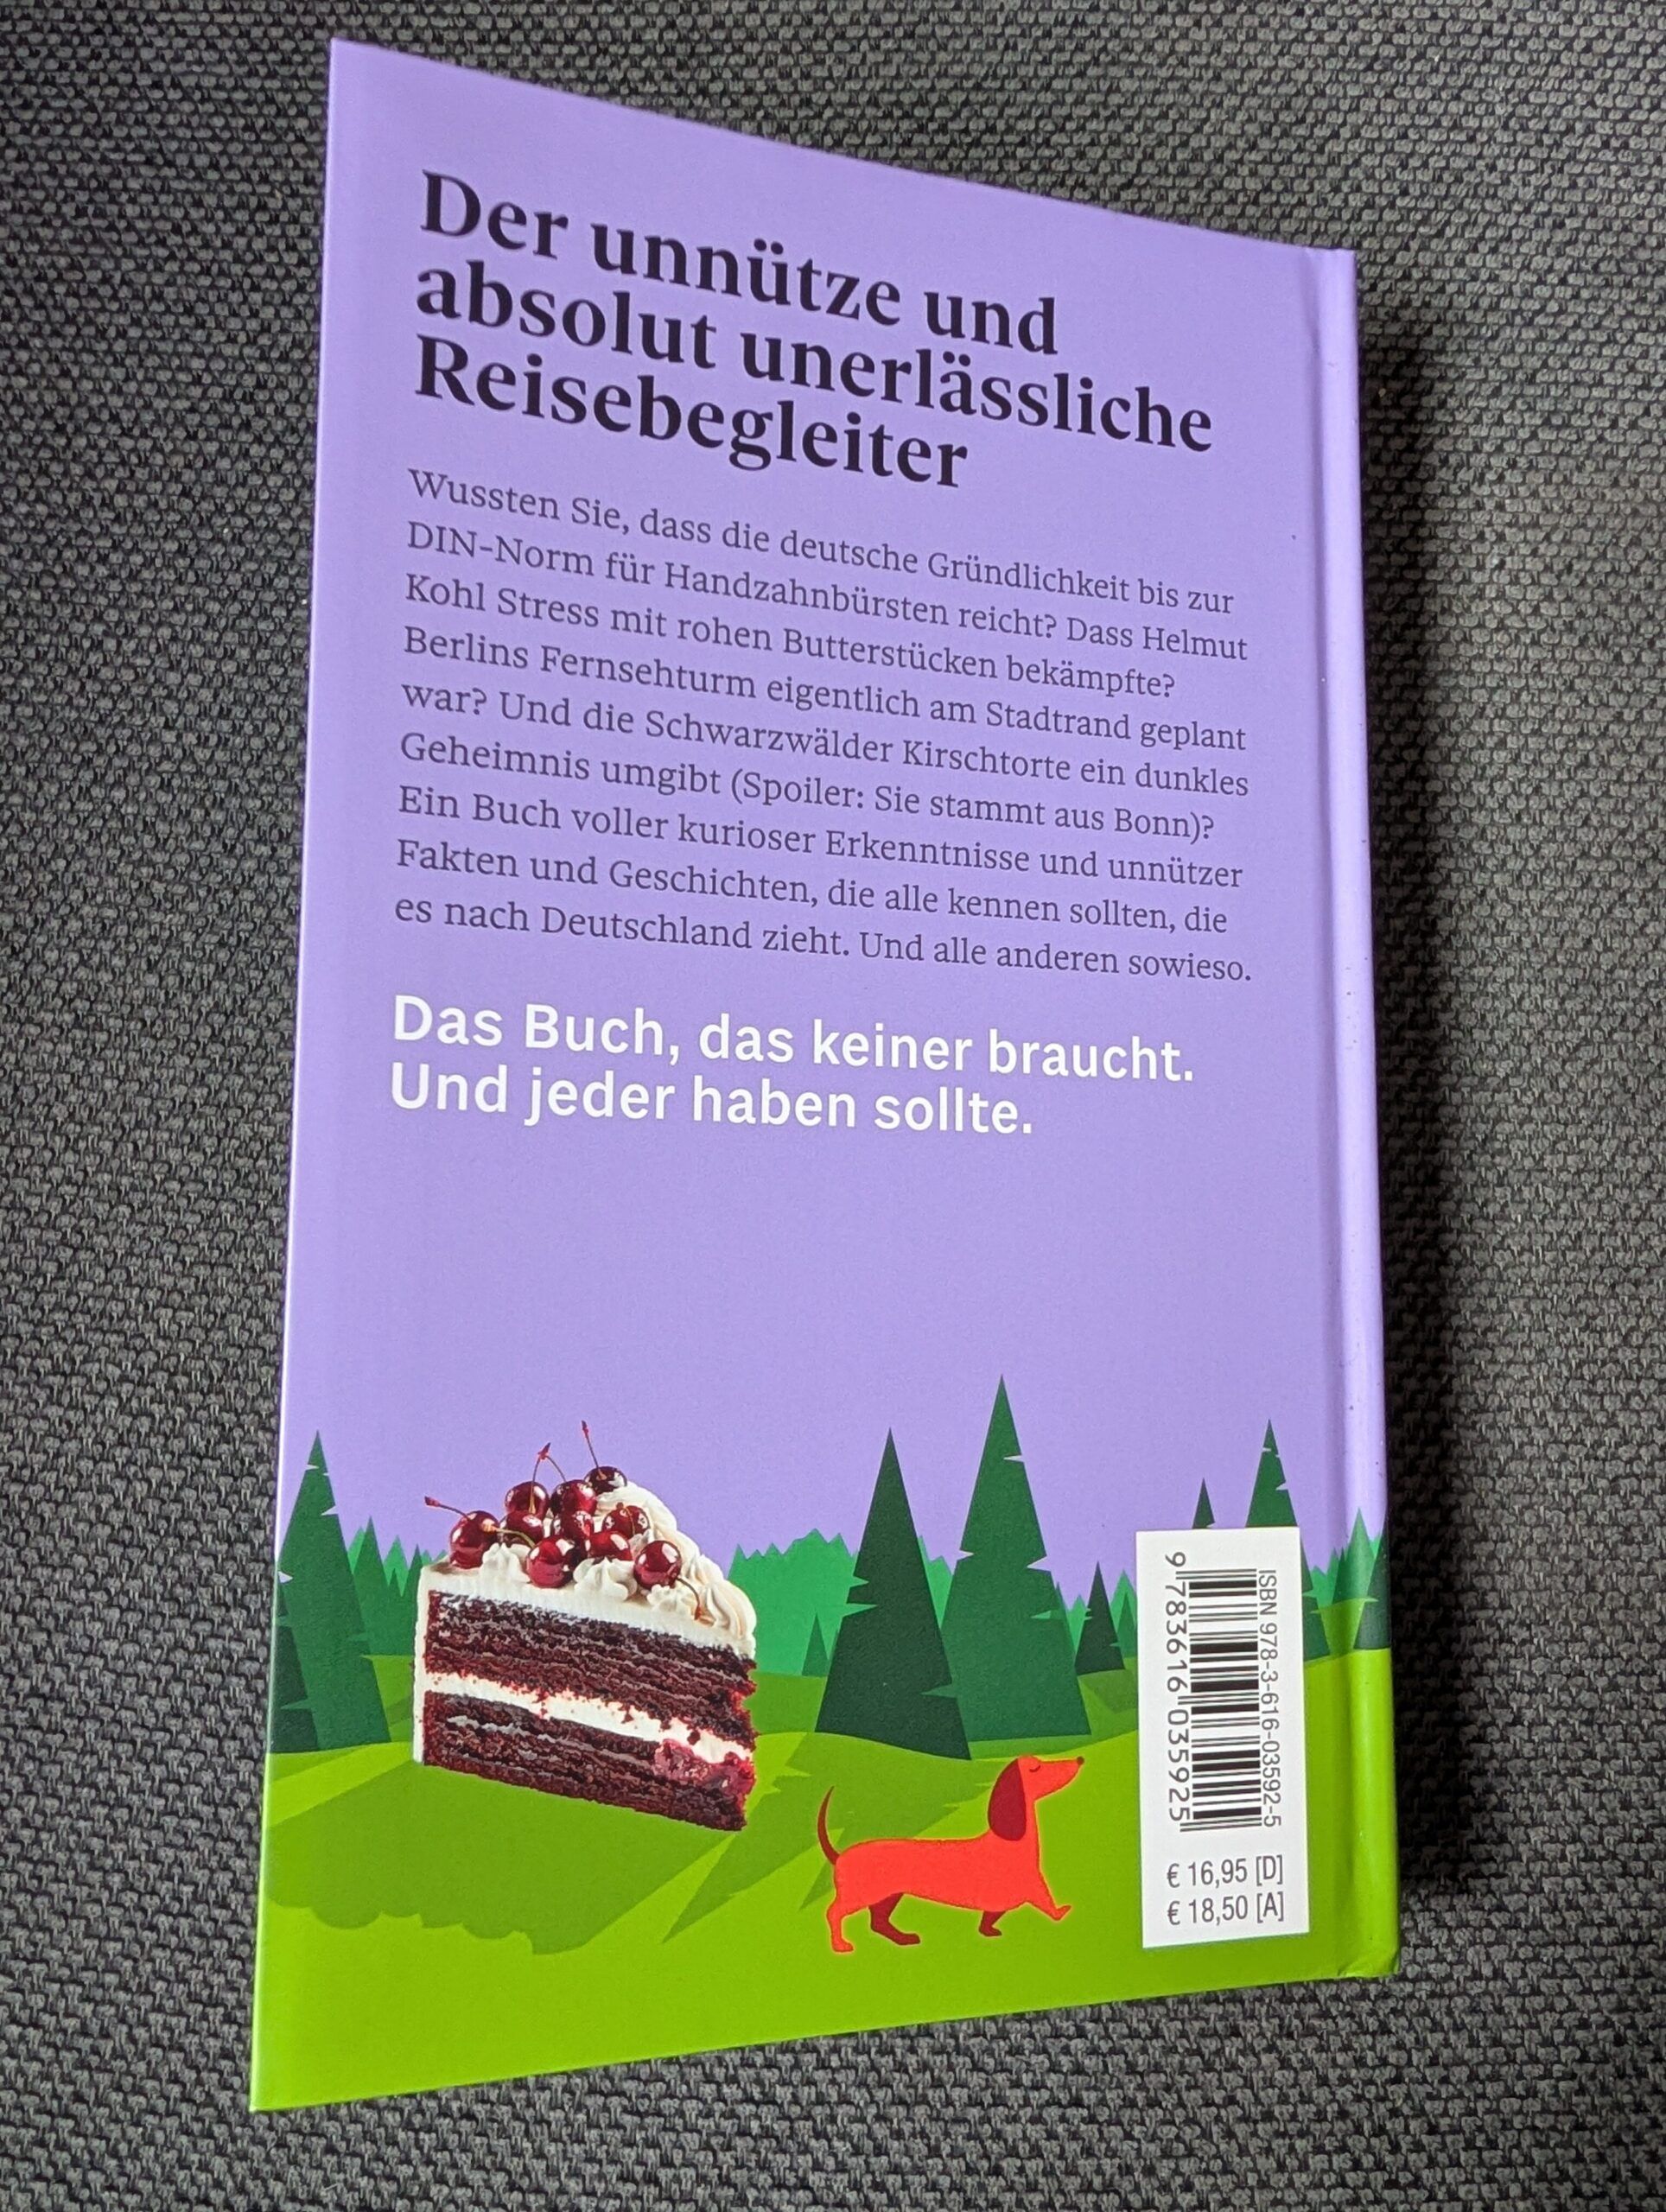 Der unnütze und
absolut unerlässliche
Reisebegleiter
Wussten Sie, dass die deutsche Gründlichkeit bis zur
DIN-Norm für Handzahnbürsten reicht? Dass Helmut
Kohl Stress mit rohen Butterstücken bekämpfte?
Berlins Fernsehturm eigentlich am Stadtrand geplant
war? Und die Schwarzwälder Kirschtorte ein dunkles
Geheimnis umgibt (Spoiler: Sie stammt aus Bonn)?
Ein Buch voller kurioser Erkenntnisse und unnützer
Fakten und Geschichten, die alle kennen sollten, die
es nach Deutschland zieht. Und alle anderen sowieso.
Das Buch, das keiner braucht.
Und jeder haben sollte.
ISBN 978-3-616-03592-5
9 783616 035925
€ 16,95 [D]
€ 18,50 [A]